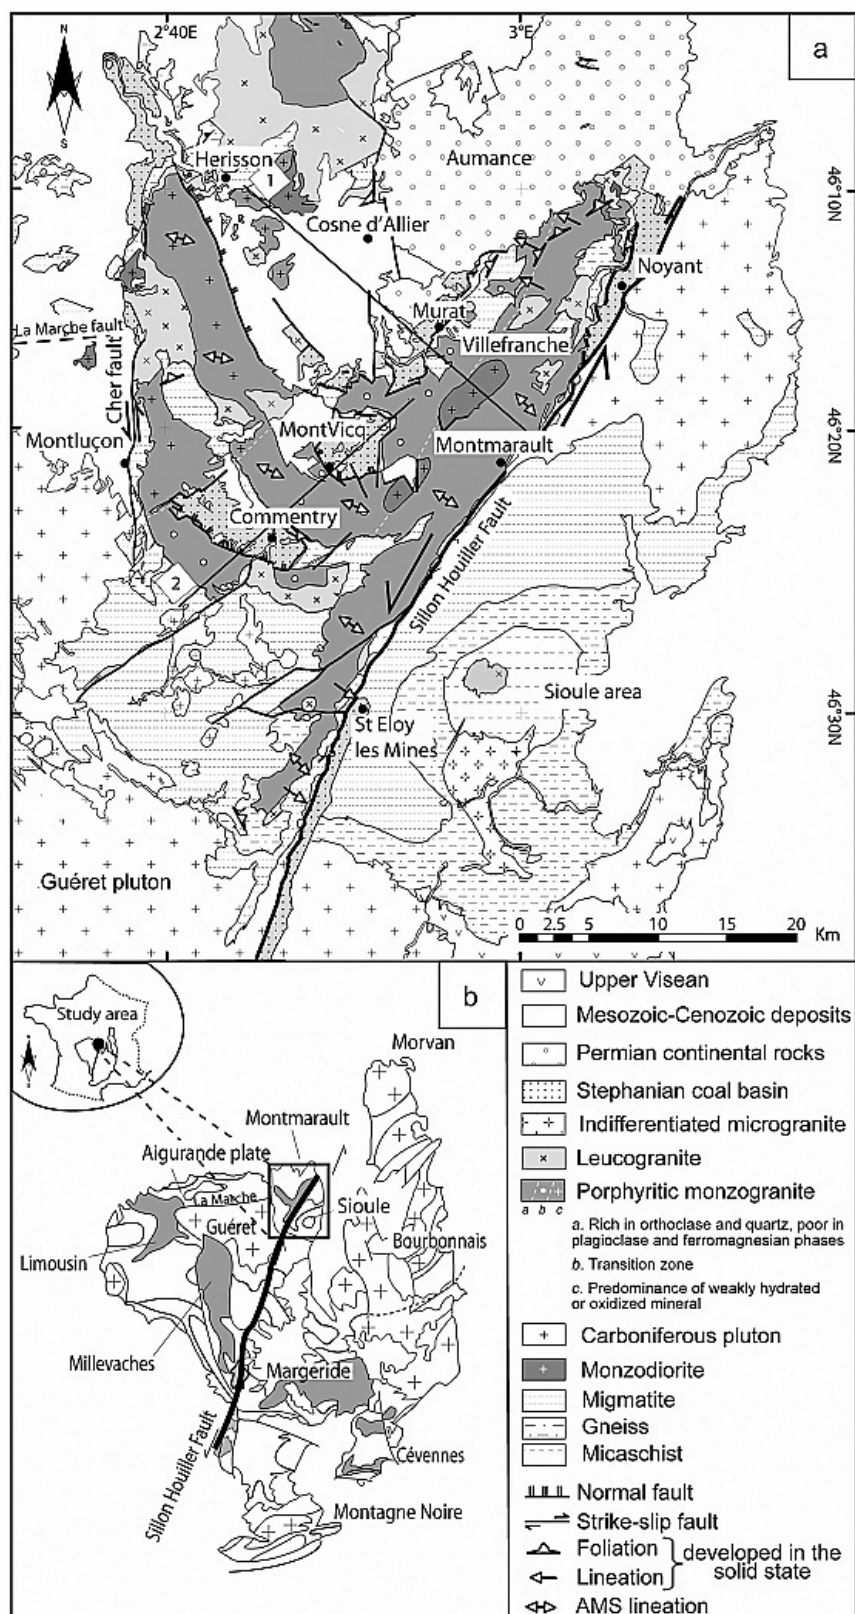 2°40E
3°E
a
N
S
Herisson
1
Aumance
46°10N
Cosne d'Allier
Noyant
Murat
La Marche fault
Villefranche
Cher fault
MontVicq
46°20N
Montluçon
Montmarault
Commentry
Sillon Houiller Fault
2
Sioule area
46°30N
St Eloy
les Mines
Guéret pluton
0 2.5 5 10 15 20
Km
b
Study area
Morvan
Montmarault
Aigurande plate
La Marche
Sioule
Guéret
Limousin
Bourbonnais
Millevaches
Margeride
Sillon Houiller Fault
Cévennes
Montagne Noire
Upper Visean
Mesozoic-Cenozoic deposits
Permian continental rocks
Stephanian coal basin
Indifferentiated microgranite
Leucogranite
Porphyritic monzogranite
a b c
a. Rich in orthoclase and quartz, poor in
plagioclase and ferromagnesian phases
b. Transition zone
c. Predominance of weakly hydrated
or oxidized mineral
Carboniferous pluton
Monzodiorite
Migmatite
Gneiss
Micaschist
Normal fault
Strike-slip fault
Foliation
Lineation
developed in the
solid state
AMS lineation